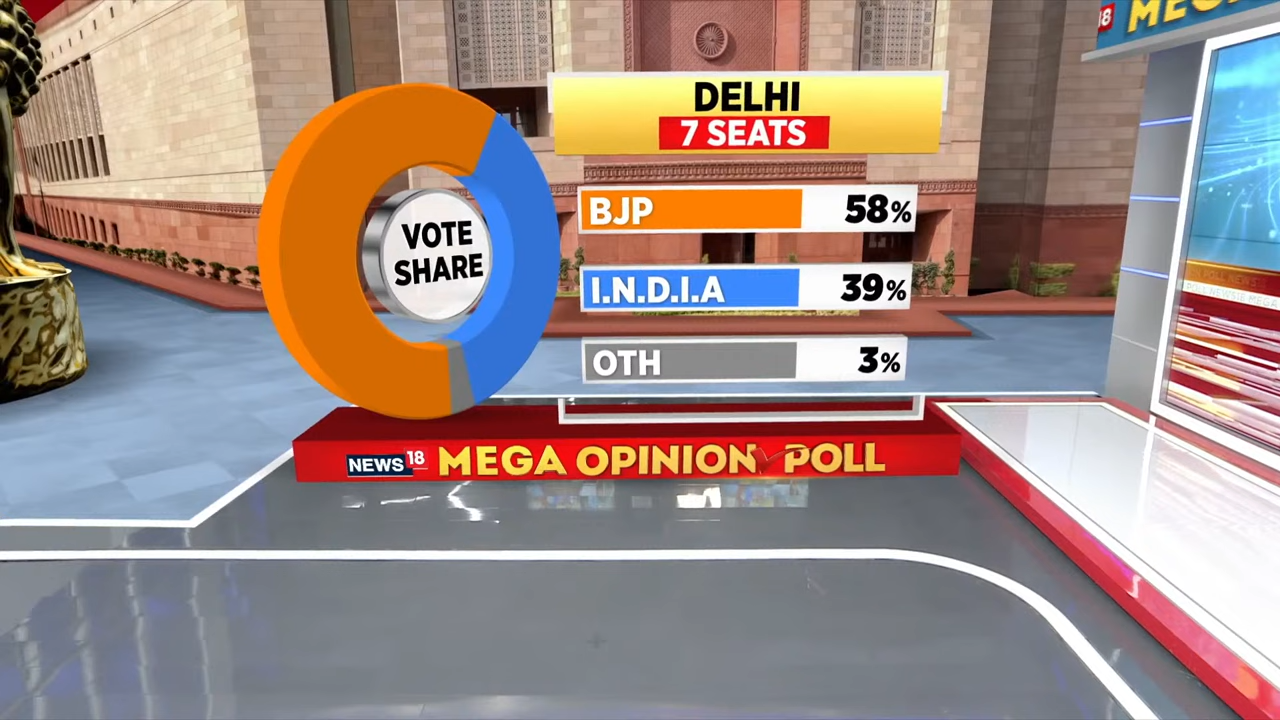 18 MEG
DELHI
7 SEATS
VOTE
SHARE
BJP 58%
I.N.D.I.A 39%
OTH 3%
NEWS18 MEGA OPINION POLL